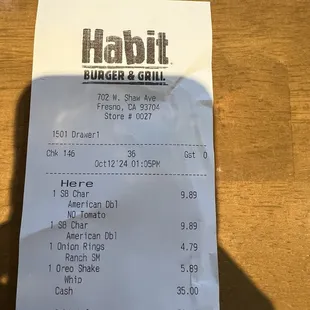 Habit
BURGER & GRILL
702 W. Shaw Ave
Fresno, CA 93704
Store # 0027
1501 Drawer1
Chk 146 36 Gst 0
Oct12'24 01:05PM
Here
1 SB Char 9.89
American Dbl
NO Tomato
1 SB Char 9.89
American Dbl
1 Onion Rings 4.79
Ranch SM
1 Oreo Shake 5.89
Whip
Cash 35.00